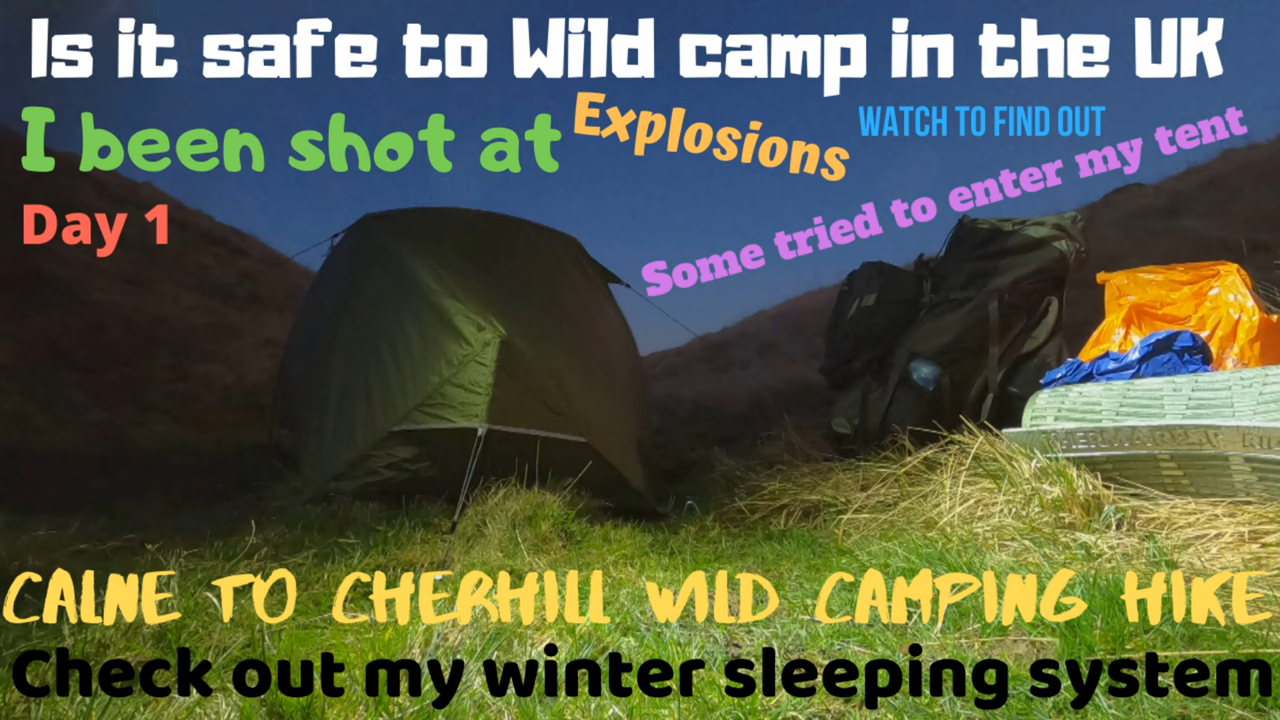 Is it safe to Wild camp in the UK
I been shot at
Explosions
WATCH TO FIND OUT
Some tried to enter my tent
Day 1
THERMAREST
CALNE TO CHERHILL WILD CAMPING HIKE
Check out my winter sleeping system